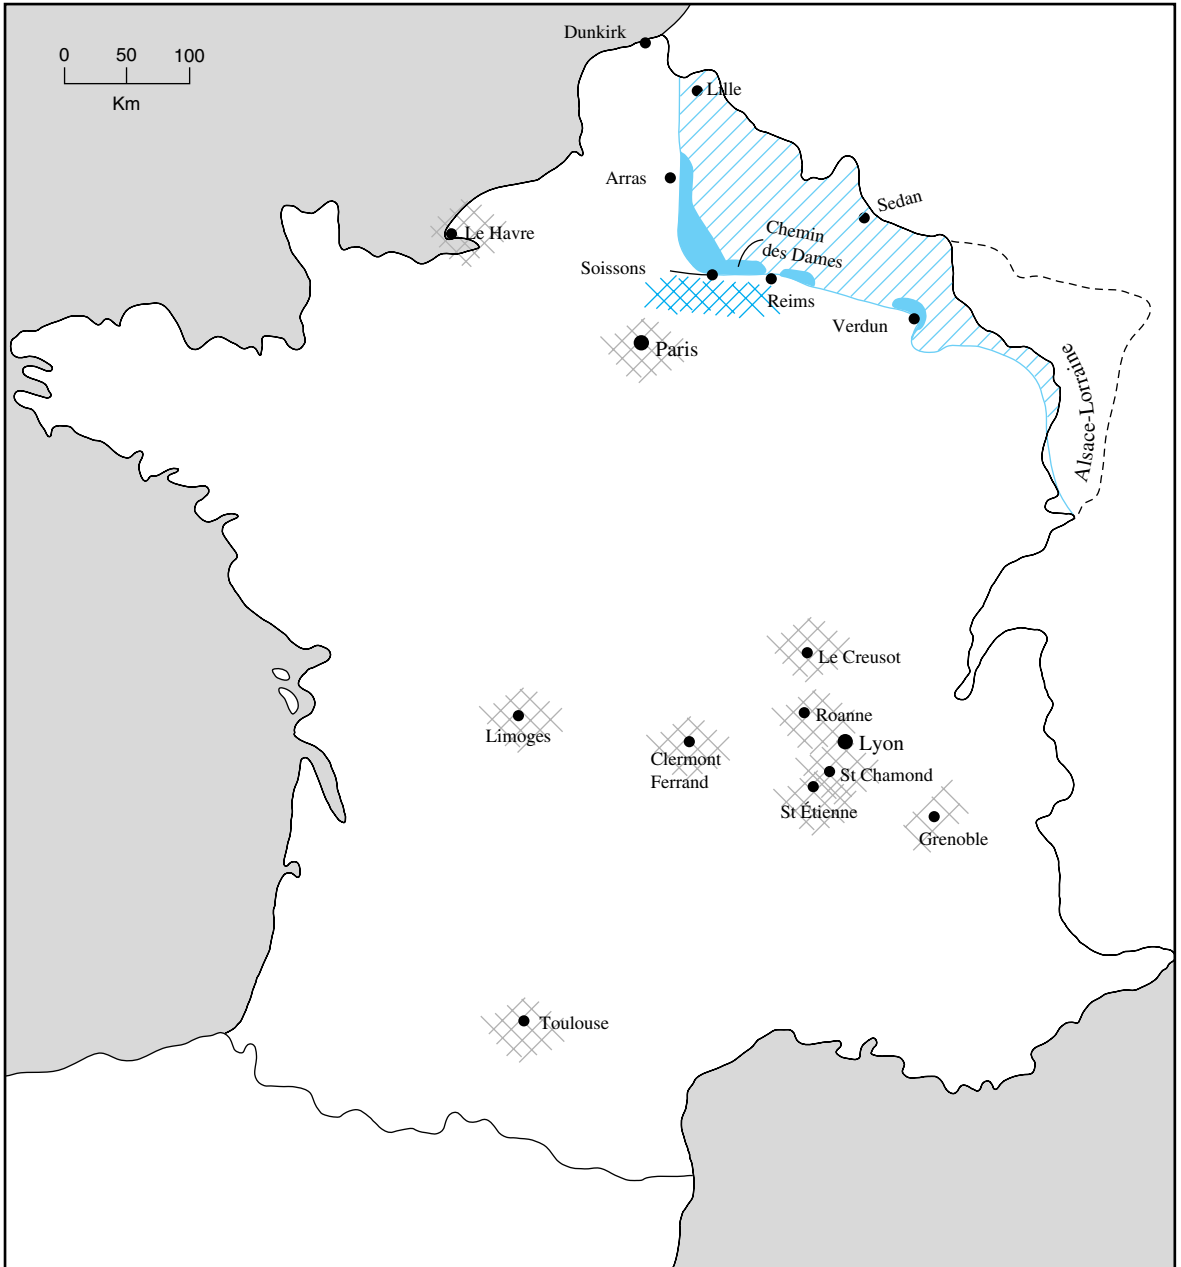 Dunkirk
0 50 100
Km
Lille
Arras
Sedan
Le Havre
Chemin
des Dames
Soissons
Reims
Verdun
Paris
Alsace-Lorraine
Le Creusot
Limoges
Roanne
Lyon
Clermont
Ferrand
St Chamond
St Étienne
Grenoble
Toulouse